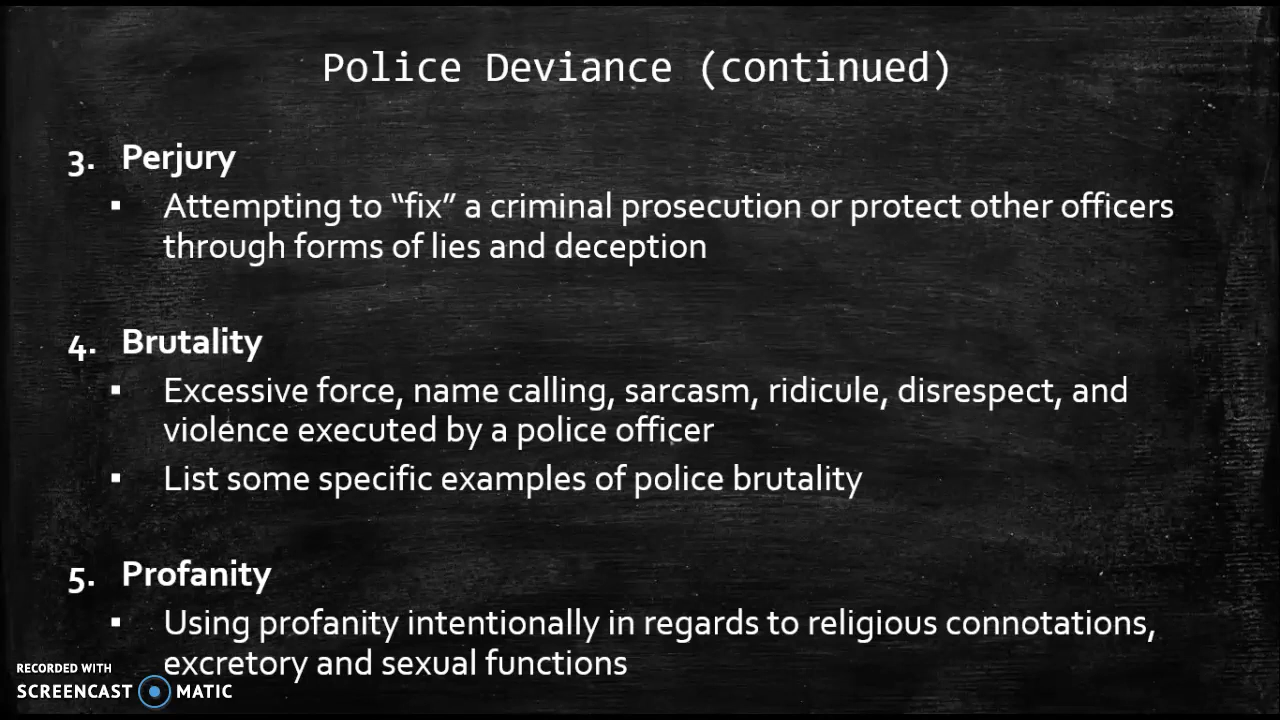 Police Deviance (continued)
3. Perjury
▪ Attempting to “fix” a criminal prosecution or protect other officers
through forms of lies and deception
4. Brutality
▪ Excessive force, name calling, sarcasm, ridicule, disrespect, and
violence executed by a police officer
▪ List some specific examples of police brutality
5. Profanity
▪ Using profanity intentionally in regards to religious connotations,
excretory and sexual functions
RECORDED WITH
SCREENCAST MATIC